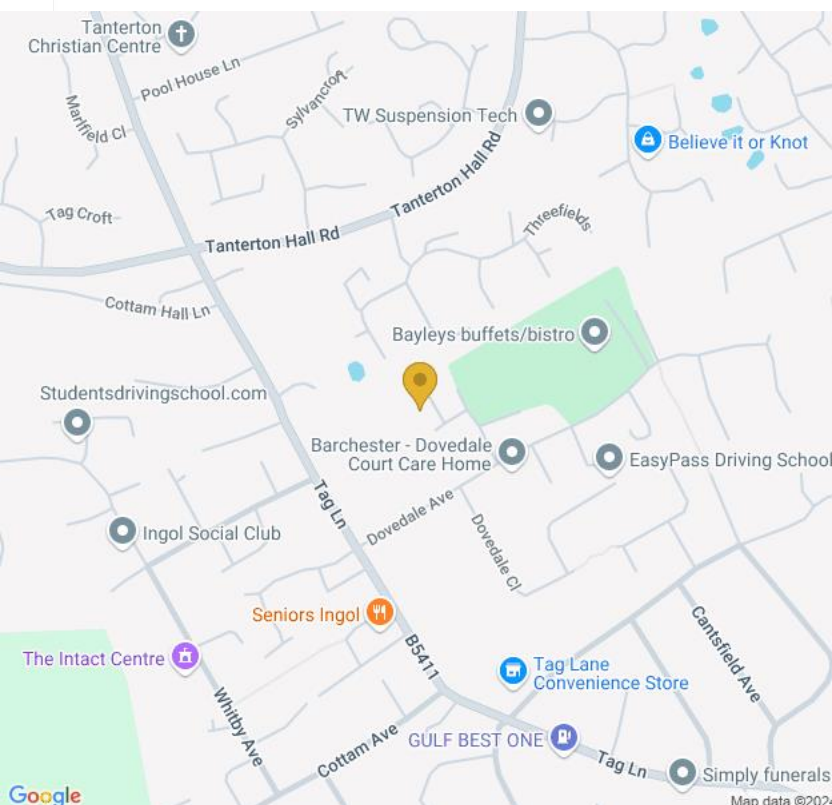 Tanterton
Christian Centre
Pool House Ln
Marlfield Cl
Sylvancroft
TW Suspension Tech
Believe it or Knot
Tanterton Hall Rd
Tag Croft
Threefields
Tanterton Hall Rd
Cottam Hall Ln
Bayleys buffets/bistro
Studentsdrivingschool.com
Barchester - Dovedale
Court Care Home
EasyPass Driving School
Tag Ln
Dovedale Ave
Ingol Social Club
Dovedale Cl
Seniors Ingol
Cantsfield Ave
The Intact Centre
B5411
Tag Lane
Convenience Store
Whitby Ave
Cottam Ave
GULF BEST ONE
Tag Ln
Simply funerals
Google
Map data ©2024